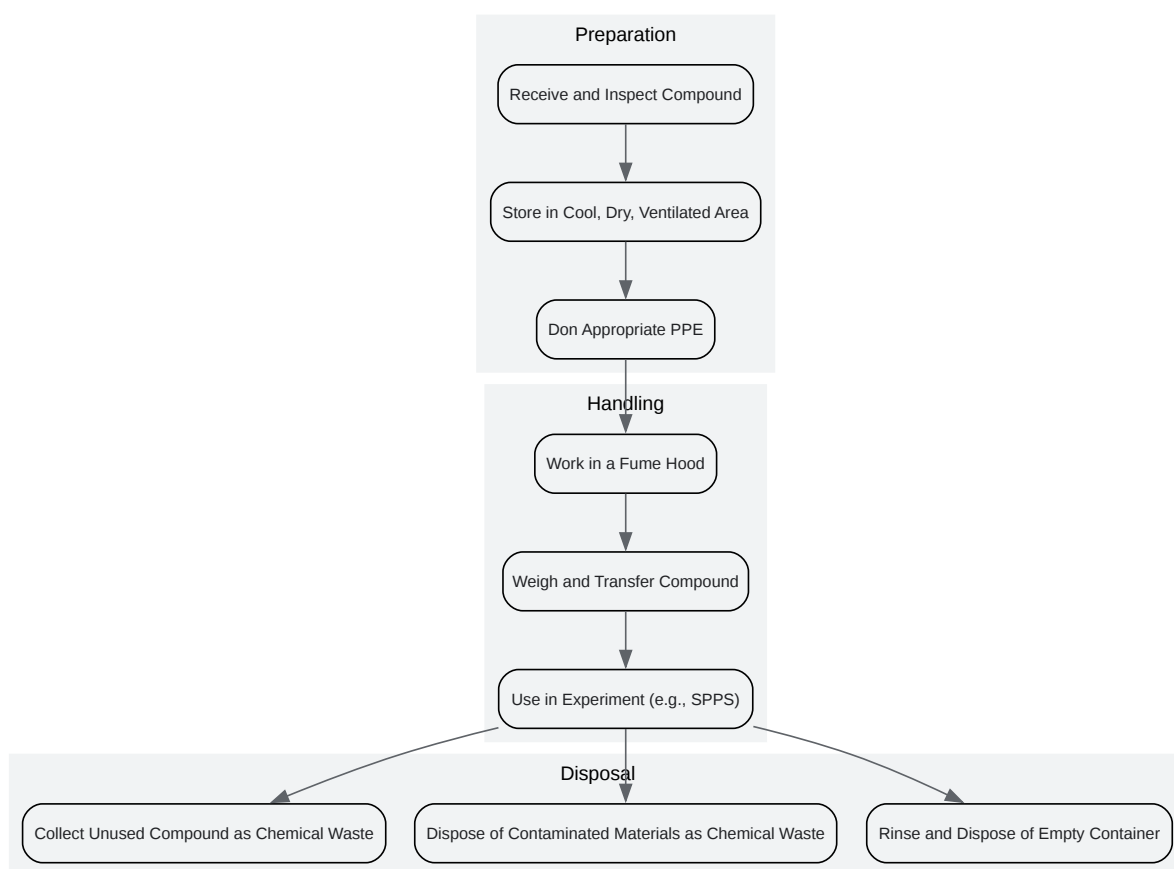 Preparation
Receive and Inspect Compound
Store in Cool, Dry, Ventilated Area
Don Appropriate PPE
Handling
Work in a Fume Hood
Weigh and Transfer Compound
Use in Experiment (e.g., SPPS)
Disposal
Collect Unused Compound as Chemical Waste
Dispose of Contaminated Materials as Chemical Waste
Rinse and Dispose of Empty Container